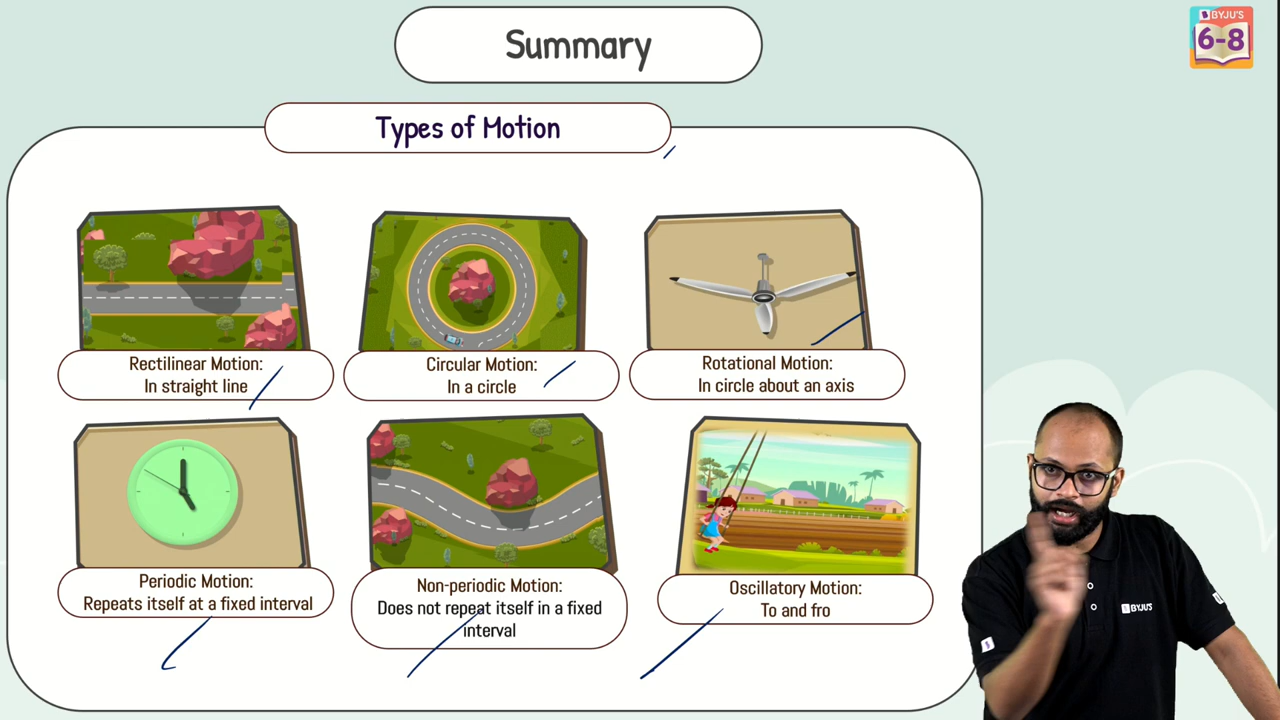 Summary
BYJU'S
6-8
Types of Motion
Rectilinear Motion:
In straight line
Circular Motion:
In a circle
Rotational Motion:
In circle about an axis
Periodic Motion:
Repeats itself at a fixed interval
Non-periodic Motion:
Does not repeat itself in a fixed
interval
Oscillatory Motion:
To and fro
BYJU'S